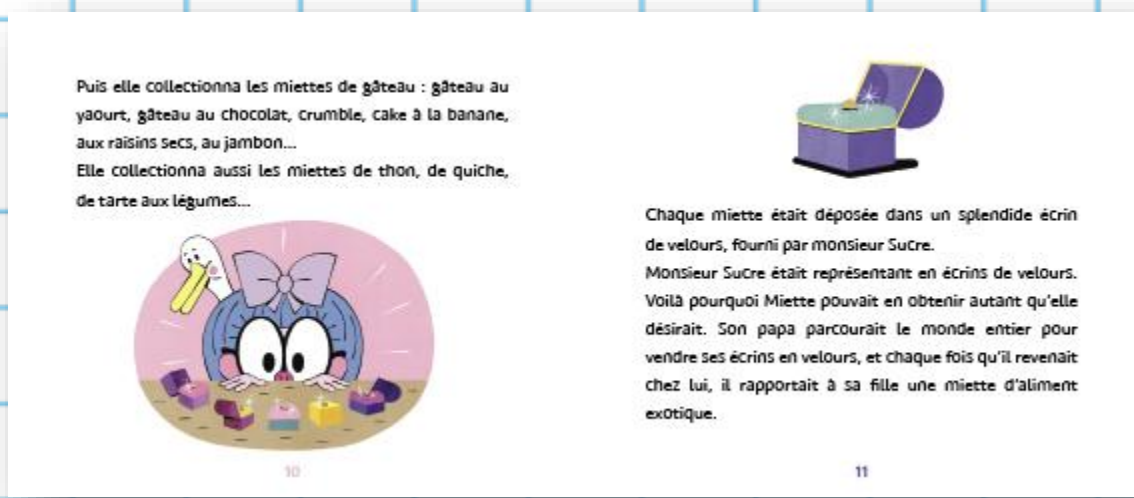 Puis elle collectionna les miettes de gâteau : gâteau au
yaourt, gâteau au chocolat, crumble, cake à la banane,
aux raisins secs, au jambon...
Elle collectionna aussi les miettes de thon, de quiche,
de tarte aux légumes...
10
Chaque miette était déposée dans un splendide écrin
de velours, fourni par monsieur Sucre.
Monsieur Sucre était représentant en écrins de velours.
Voilà pourquoi Miette pouvait en obtenir autant qu'elle
désirait. Son papa parcourait le monde entier pour
vendre ses écrins en velours, et chaque fois qu'il revenait
chez lui, il rapportait à sa fille une miette d'aliment
exotique.
11